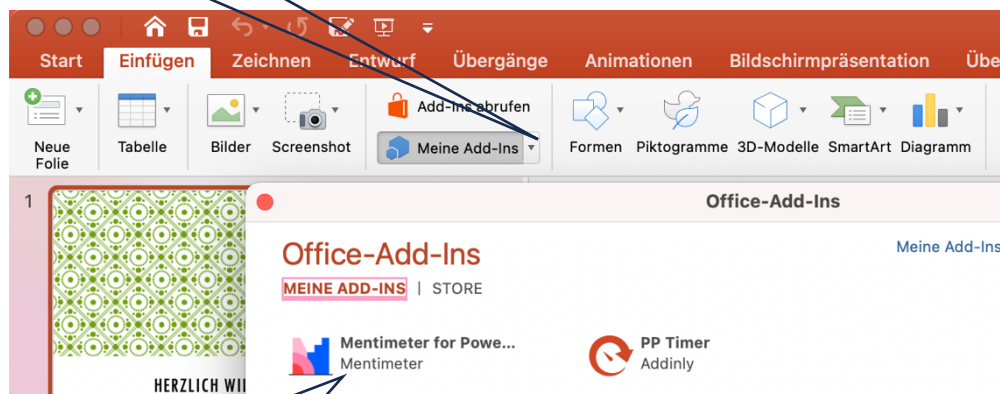 Start Einfügen Zeichnen Entwurf Übergänge Animationen Bildschirmpräsentation Übe
Add-Ins abrufen
Meine Add-Ins
Neue Folie Tabelle Bilder Screenshot Formen Piktogramme 3D-Modelle SmartArt Diagramm
1
Office-Add-Ins
Office-Add-Ins
Meine Add-Ins
MEINE ADD-INS | STORE
Mentimeter for Powe... PP Timer
Mentimeter Addinly
HERZLICH WIL